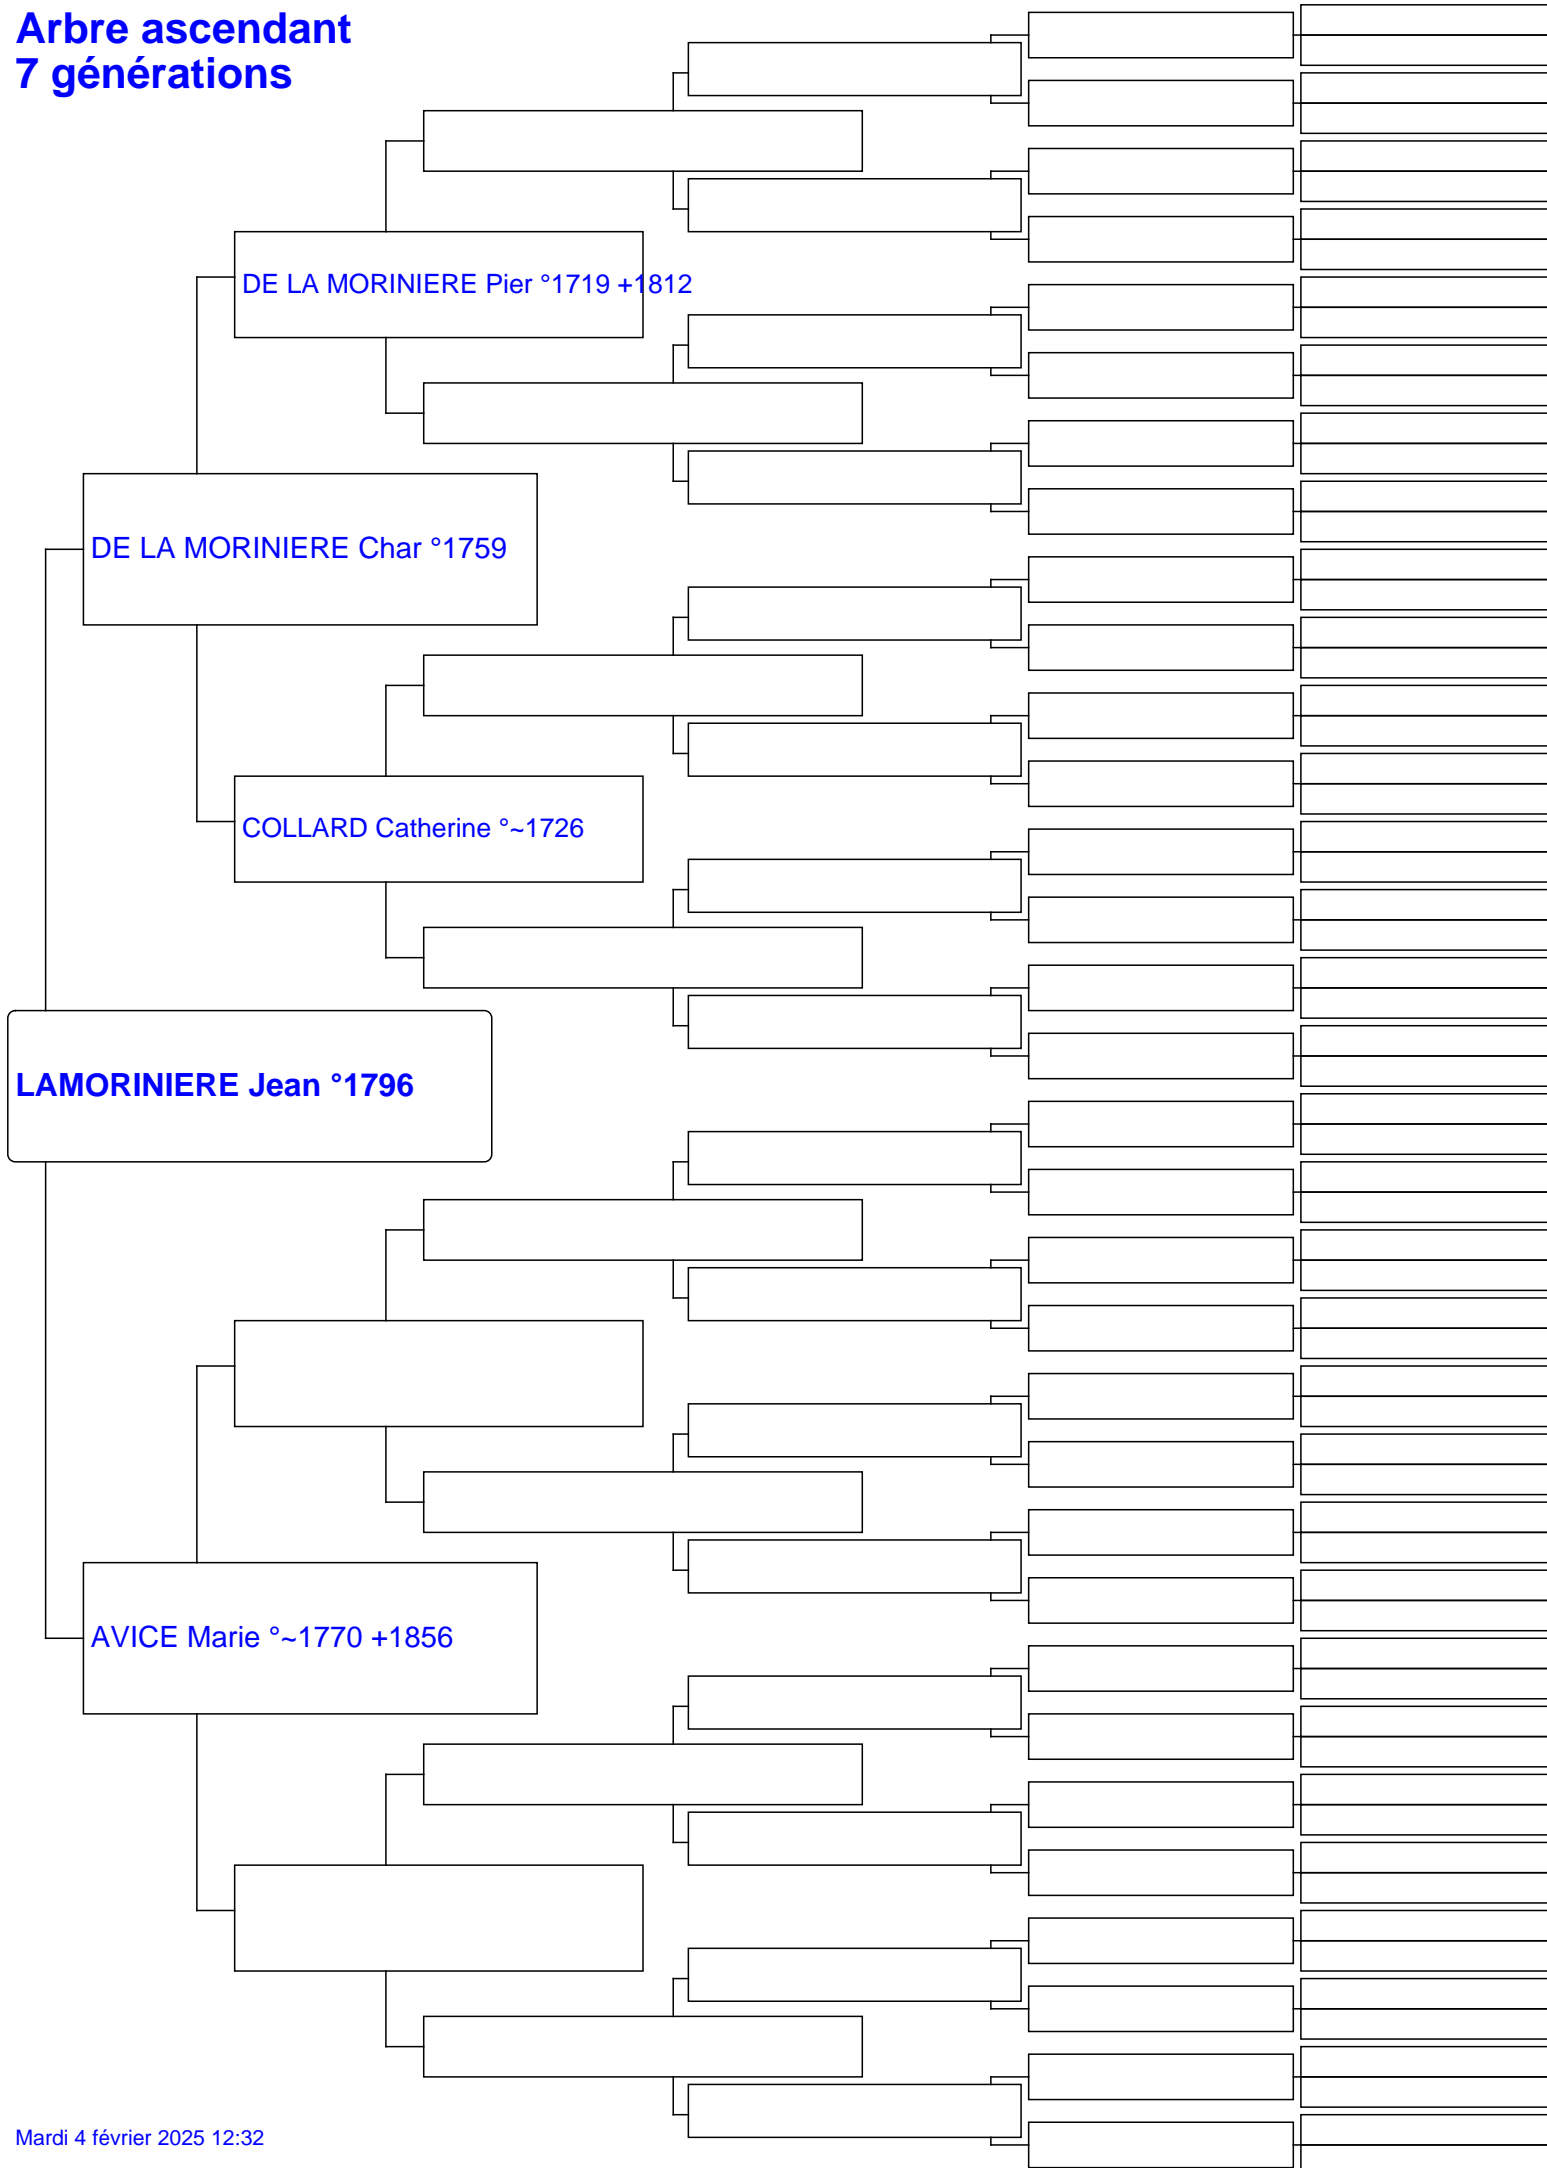 Arbre ascendant
7 générations
DE LA MORINIERE Pier °1719 +1812
DE LA MORINIERE Char °1759
COLLARD Catherine °~1726
LAMORINIERE Jean °1796
AVICE Marie °~1770 +1856
Mardi 4 février 2025 12:32